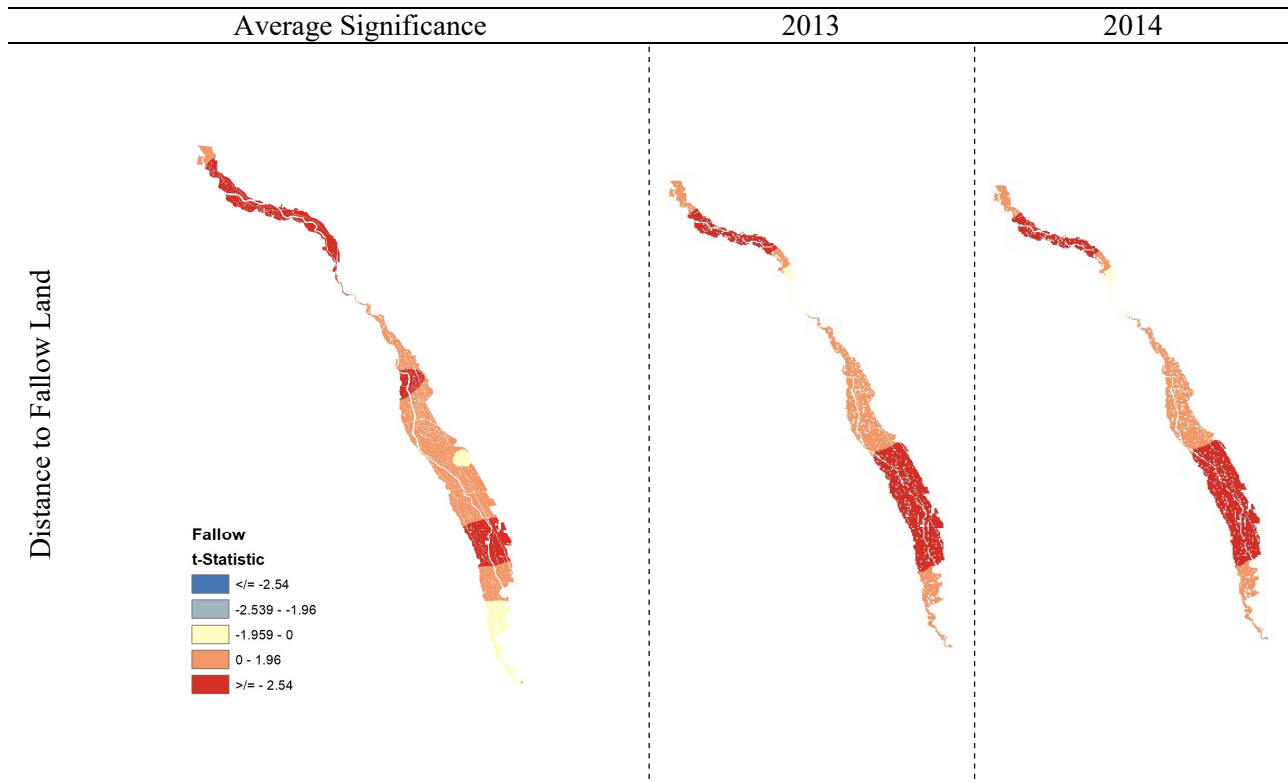 Average Significance
2013
2014
Distance to Fallow Land
Fallow
t-Statistic
</= -2.54
-2.539 - -1.96
-1.959 - 0
0 - 1.96
>/= - 2.54